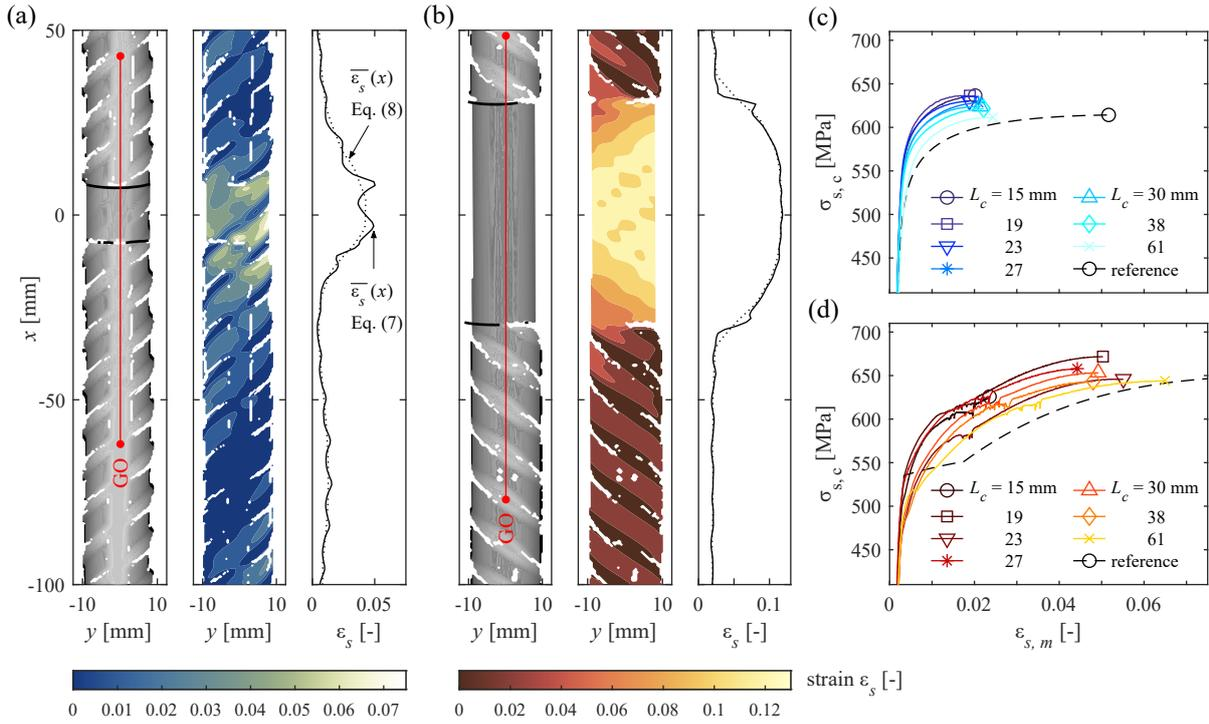 (a)
(b)
(c)
(d)
x [mm]
50
0
-50
-100
GO
-10 10
y [mm]
-10 10
y [mm]
εs‾(x)
Eq. (8)
εs‾(x)
Eq. (7)
0 0.05
εs [-]
GO
-10 10
y [mm]
-10 10
y [mm]
0 0.1
εs [-]
0 0.01 0.02 0.03 0.04 0.05 0.06 0.07
0 0.02 0.04 0.06 0.08 0.1 0.12
strain εs [-]
σs, c [MPa]
700
650
600
550
500
450
Lc = 15 mm
19
23
27
Lc = 30 mm
38
61
reference
σs, c [MPa]
700
650
600
550
500
450
Lc = 15 mm
19
23
27
Lc = 30 mm
38
61
reference
0 0.02 0.04 0.06
εs, m [-]